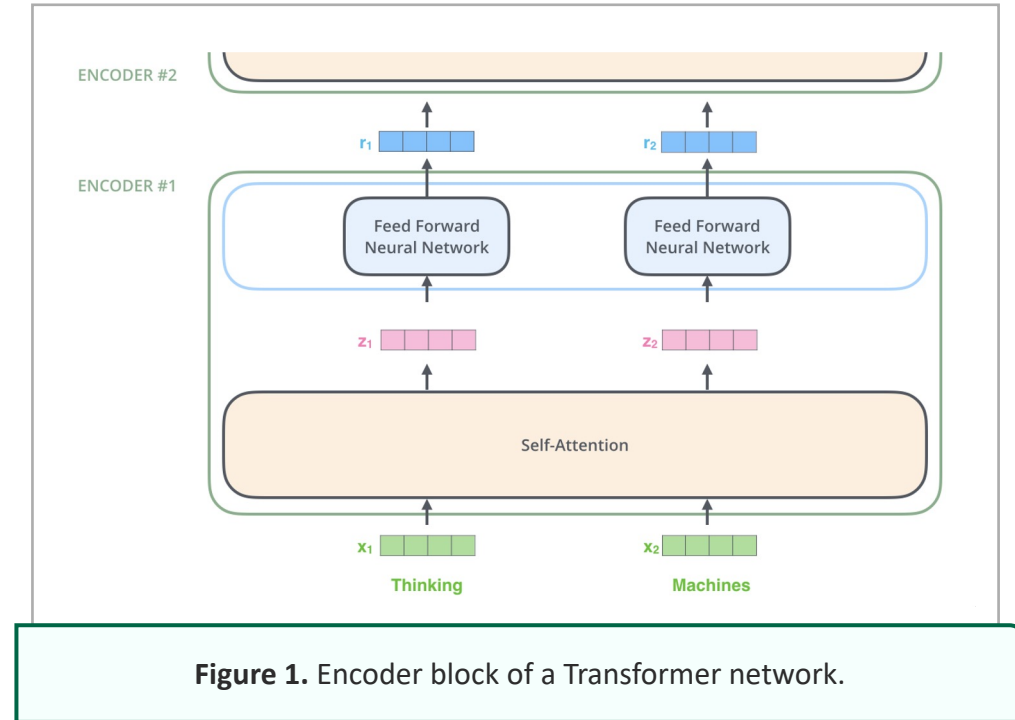 ENCODER #2
r₁ r₂
ENCODER #1
Feed Forward Feed Forward
Neural Network Neural Network
z₁ z₂
Self-Attention
x₁ x₂
Thinking Machines
Figure 1. Encoder block of a Transformer network.